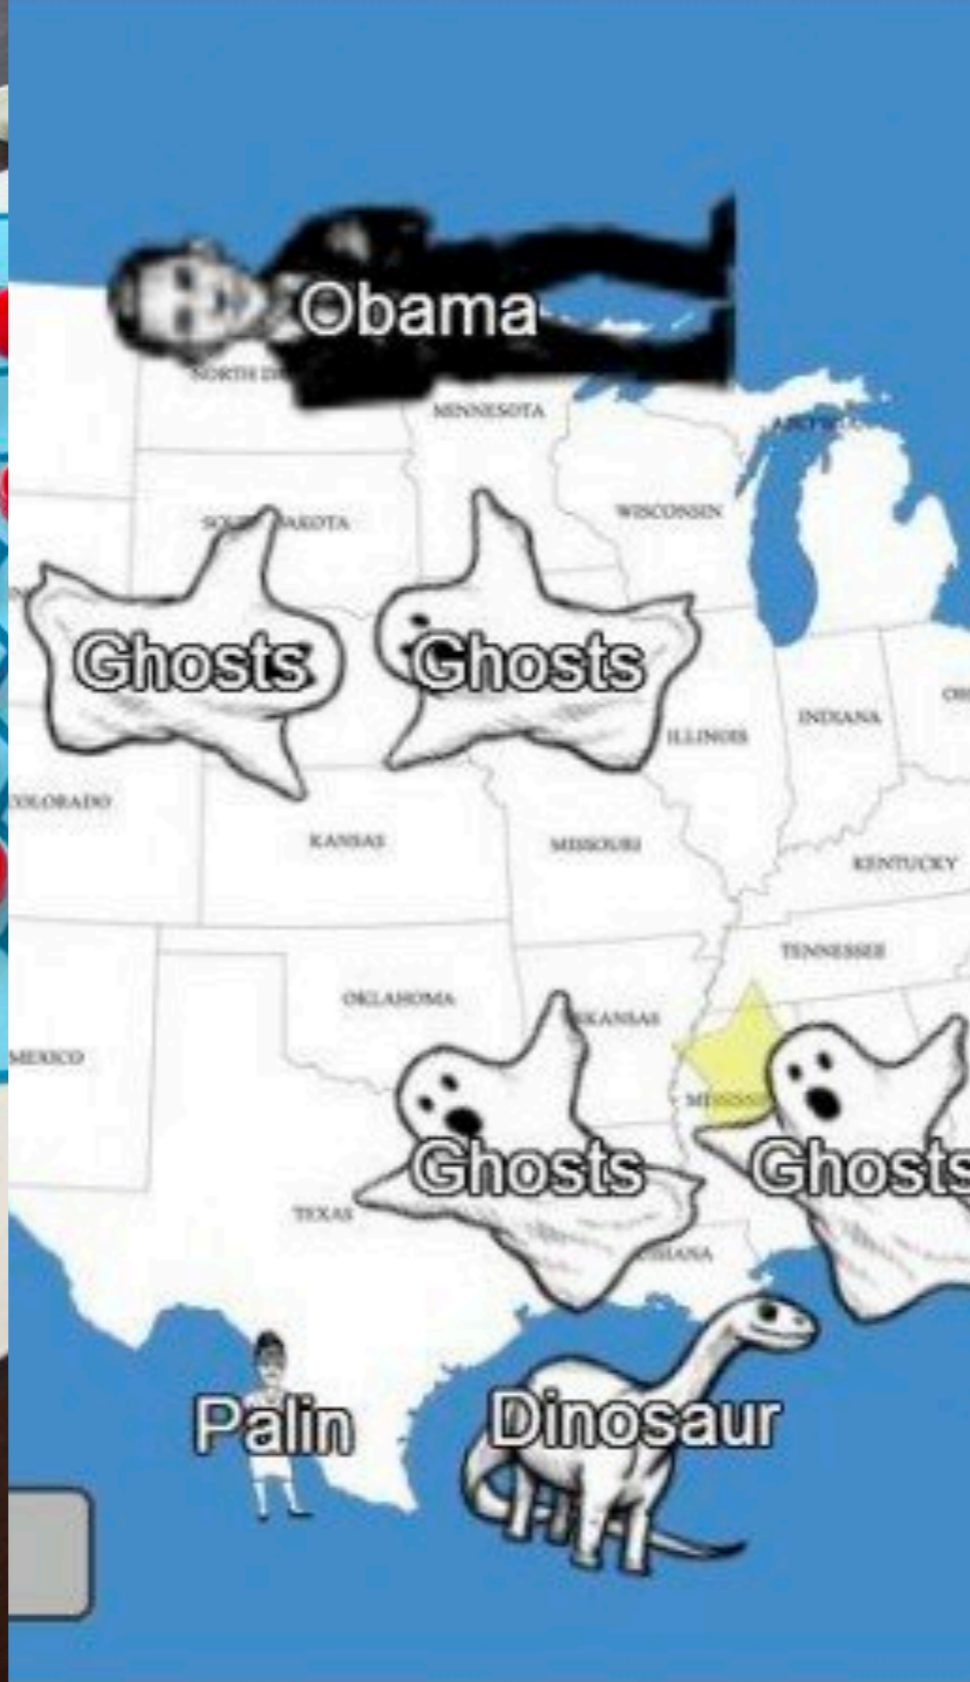 Obama
NORTH
MINNESOTA
WISCONSIN
Ghosts
Ghosts
ILLINOIS
INDIANA
COLORADO
KANSAS
MISSOURI
KENTUCKY
TENNESSEE
OKLAHOMA
MEXICO
Ghosts
Ghosts
TEXAS
Palin
Dinosaur